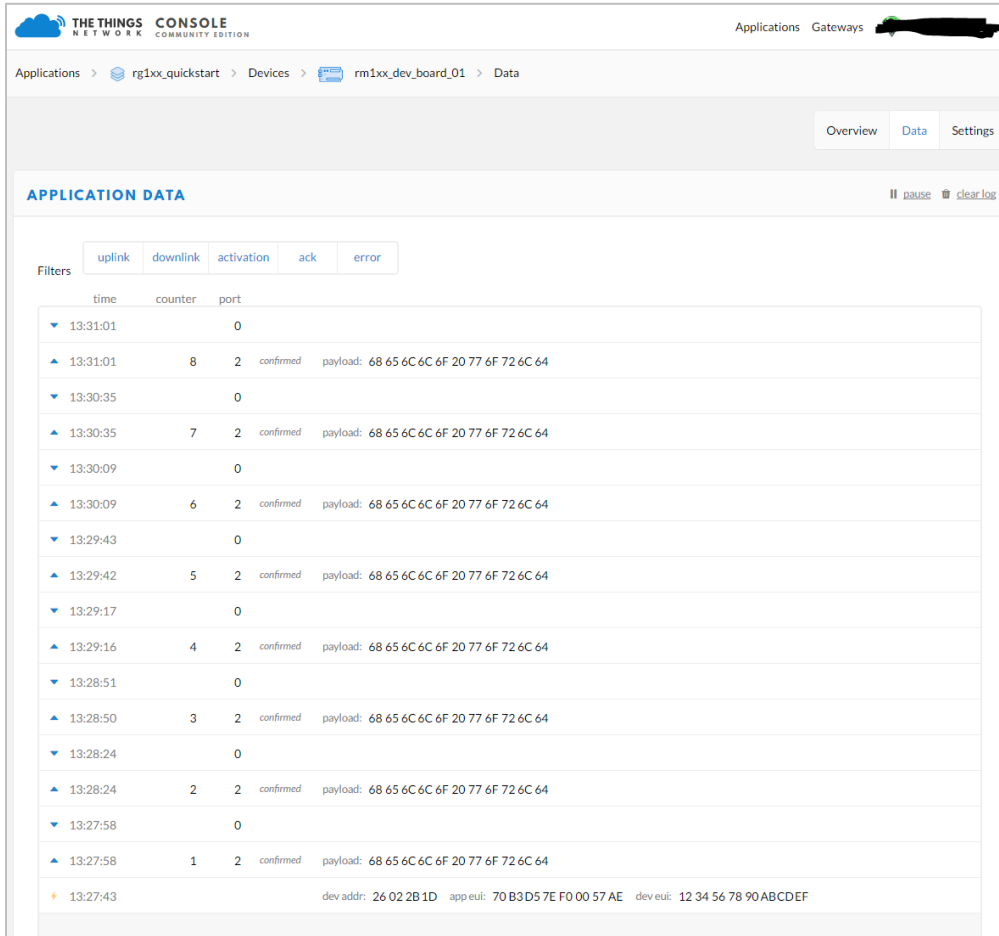 THE THINGS NETWORK CONSOLE COMMUNITY EDITION Applications Gateways
Applications > rg1xx_quickstart > Devices > rm1xx_dev_board_01 > Data
Overview Data Settings
APPLICATION DATA pause clear log
Filters uplink downlink activation ack error
time counter port
13:31:01 0
13:31:01 8 2 confirmed payload: 68 65 6C 6C 6F 20 77 6F 72 6C 64
13:30:35 0
13:30:35 7 2 confirmed payload: 68 65 6C 6C 6F 20 77 6F 72 6C 64
13:30:09 0
13:30:09 6 2 confirmed payload: 68 65 6C 6C 6F 20 77 6F 72 6C 64
13:29:43 0
13:29:42 5 2 confirmed payload: 68 65 6C 6C 6F 20 77 6F 72 6C 64
13:29:17 0
13:29:16 4 2 confirmed payload: 68 65 6C 6C 6F 20 77 6F 72 6C 64
13:28:51 0
13:28:50 3 2 confirmed payload: 68 65 6C 6C 6F 20 77 6F 72 6C 64
13:28:24 0
13:28:24 2 2 confirmed payload: 68 65 6C 6C 6F 20 77 6F 72 6C 64
13:27:58 0
13:27:58 1 2 confirmed payload: 68 65 6C 6C 6F 20 77 6F 72 6C 64
13:27:43 dev addr: 26 02 2B 1D app eui: 70 B3 D5 7E F0 00 57 AE dev eui: 12 34 56 78 90 AB CD EF